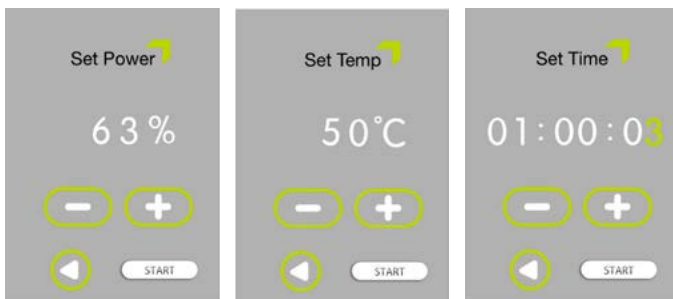 Set Power
63%
START
Set Temp
50°C
START
Set Time
01:00:03
START